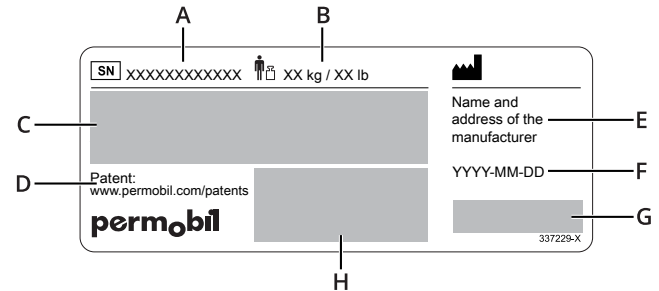 A
B
SN XXXXXXXXXXXX XX kg / XX lb
C
Name and
address of the
manufacturer
E
D
Patent:
www.permobil.com/patents
YYYY-MM-DD
F
permobil
G
337229-X
H